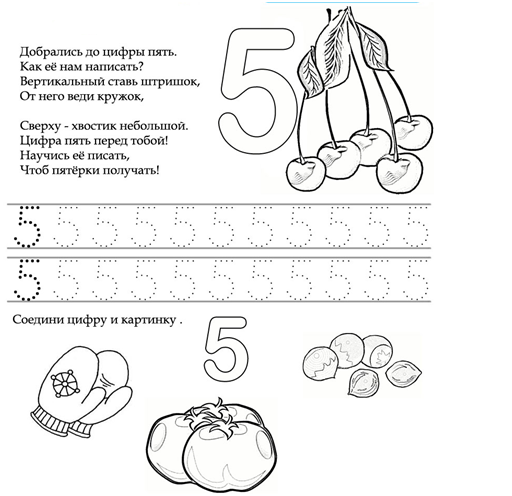 Добрались до цифры пять.
Как её нам написать?
Вертикальный ставь штришок,
От него веди кружок,
Сверху - хвостик небольшой.
Цифра пять перед тобой!
Научись её писать,
Чтоб пятёрки получать!
5
5 5 5 5 5 5 5 5 5 5
5 5 5 5 5 5 5 5 5 5
Соедини цифру и картинку .
5